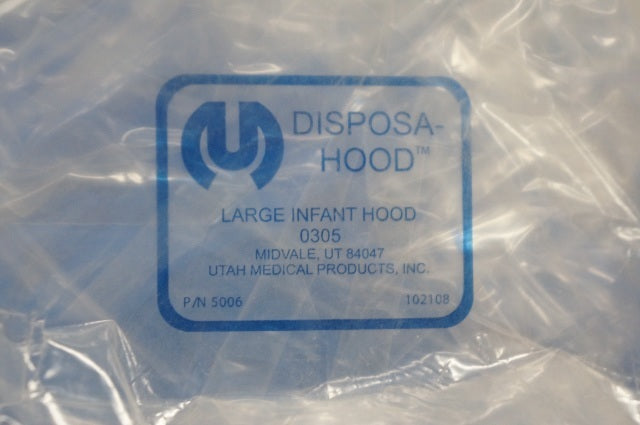 DISPOSA-
HOOD™
LARGE INFANT HOOD
0305
MIDVALE, UT 84047
UTAH MEDICAL PRODUCTS, INC.
P/N 5006 102108